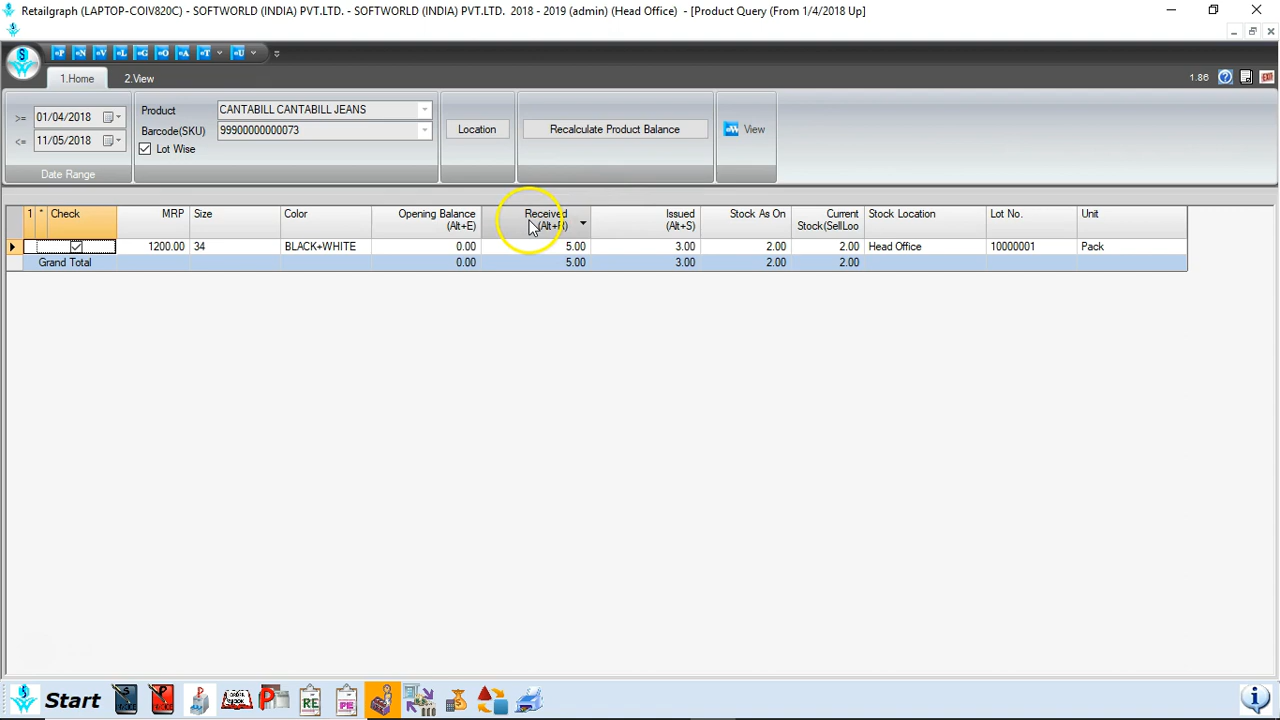 Retailgraph (LAPTOP-COIV820C) - SOFTWORLD (INDIA) PVT.LTD. - SOFTWORLD (INDIA) PVT.LTD. 2018 - 2019 (admin) (Head Office) - [Product Query (From 1/4/2018 Up]
P N V L G O A T U
1.Home 2.View 1.86
>= 01/04/2018 Product CANTABILL CANTABILL JEANS
<= 11/05/2018 Barcode(SKU) 99900000000073 Location Recalculate Product Balance View
Lot Wise
Date Range
1 * Check MRP Size Color Opening Balance (Alt+E) Received (Alt+R) Issued (Alt+S) Stock As On Current Stock(SellLoo Stock Location Lot No. Unit
1200.00 34 BLACK+WHITE 0.00 5.00 3.00 2.00 2.00 Head Office 10000001 Pack
Grand Total 0.00 5.00 3.00 2.00 2.00
Start RE PE